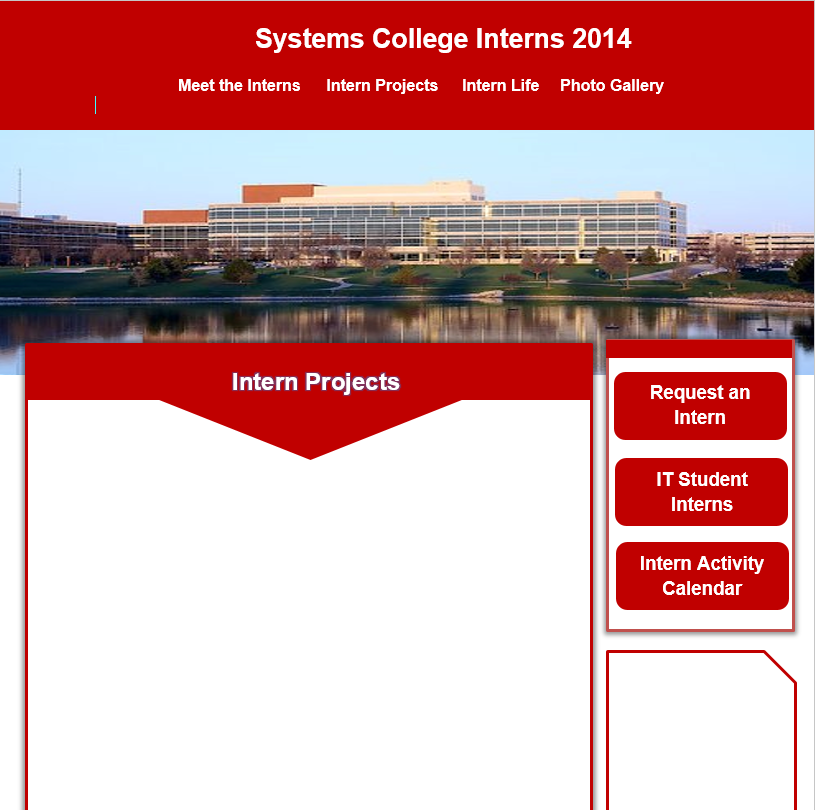 Systems College Interns 2014
Meet the Interns Intern Projects Intern Life Photo Gallery
Intern Projects
Request an
Intern
IT Student
Interns
Intern Activity
Calendar